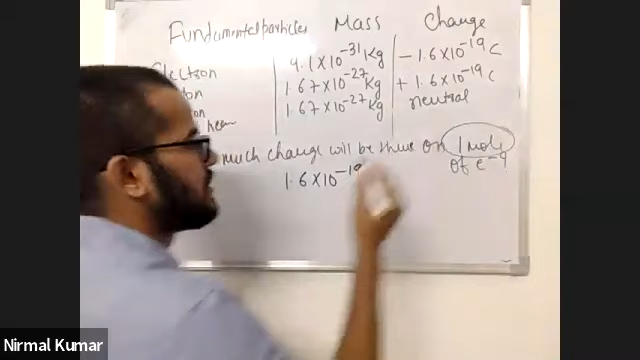 Fundamental particles Mass Charge
Electron 9.1×10⁻³¹ Kg − 1.6×10⁻¹⁹ C
1.67×10⁻²⁷ Kg + 1.6×10⁻¹⁹ C
1.67×10⁻²⁷ Kg neutral
much charge will be there on 1 mole
of e⁻ ?
1.6×10⁻¹⁹
Nirmal Kumar